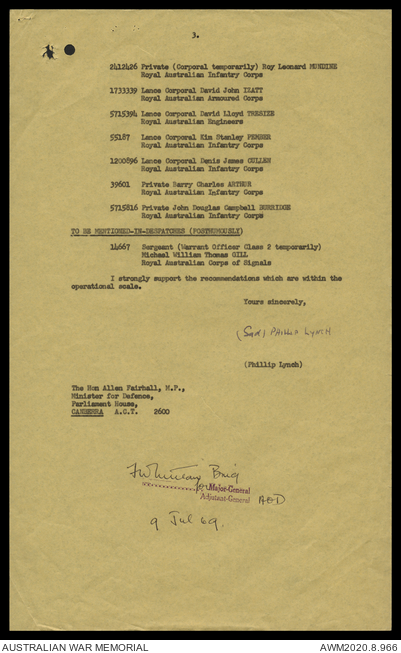 3.
2412426 Private (Corporal temporarily) Roy Leonard MUNDINE
Royal Australian Infantry Corps
1733339 Lance Corporal David John IZATT
Royal Australian Armoured Corps
5715394 Lance Corporal David Lloyd TRESIZE
Royal Australian Engineers
55187 Lance Corporal Kim Stanley PEMBER
Royal Australian Infantry Corps
1200896 Lance Corporal Denis James CULLEN
Royal Australian Infantry Corps
39601 Private Barry Charles ARTHUR
Royal Australian Infantry Corps
5715816 Private John Douglas Campbell BURRIDGE
Royal Australian Infantry Corps
TO BE MENTIONED-IN-DESPATCHES (POSTHUMOUSLY)
14667 Sergeant (Warrant Officer Class 2 temporarily)
Michael William Thomas GILL
Royal Australian Corps of Signals
I strongly support the recommendations which are within the
operational scale.
Yours sincerely,
(Sgd) PHILLIP LYNCH
(Phillip Lynch)
The Hon Allen Fairhall, M.P.,
Minister for Defence,
Parliament House,
CANBERRA A.C.T. 2600
Brig
for Major-General
Adjutant-General
9 Jul 69.
AUSTRALIAN WAR MEMORIAL AWM2020.8.966